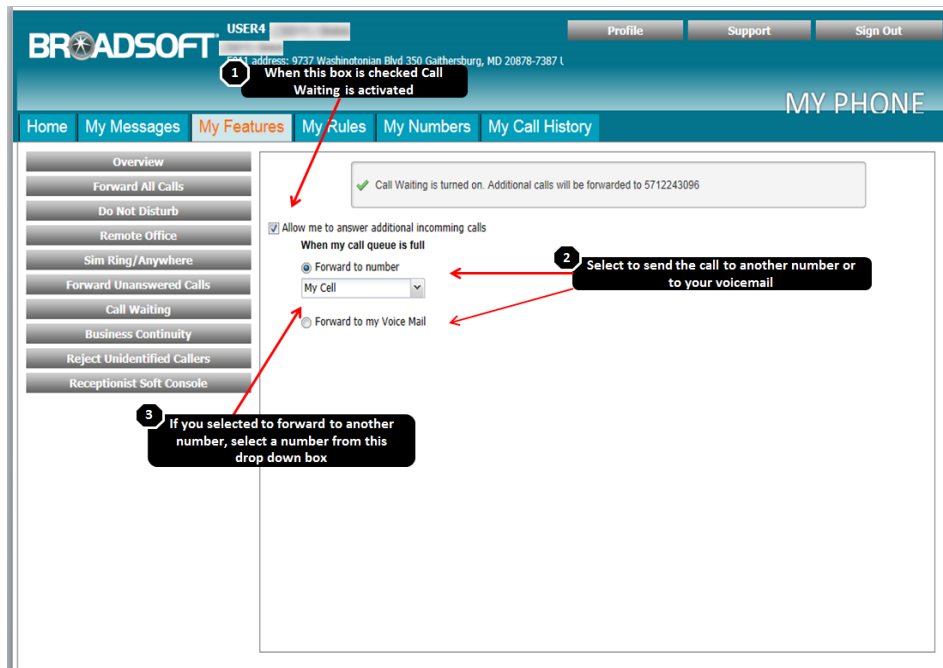 BROADSOFT
USER4
Profile
Support
Sign Out
address: 9737 Washingtonian Blvd 350 Gaithersburg, MD 20878-7387 U
1
When this box is checked Call
Waiting is activated
MY PHONE
Home
My Messages
My Features
My Rules
My Numbers
My Call History
Overview
Forward All Calls
Do Not Disturb
Remote Office
Sim Ring/Anywhere
Forward Unanswered Calls
Call Waiting
Business Continuity
Reject Unidentified Callers
Receptionist Soft Console
Call Waiting is turned on. Additional calls will be forwarded to 5712243096
Allow me to answer additional incomming calls
When my call queue is full
Forward to number
My Cell
Forward to my Voice Mail
2
Select to send the call to another number or
to your voicemail
3
If you selected to forward to another
number, select a number from this
drop down box